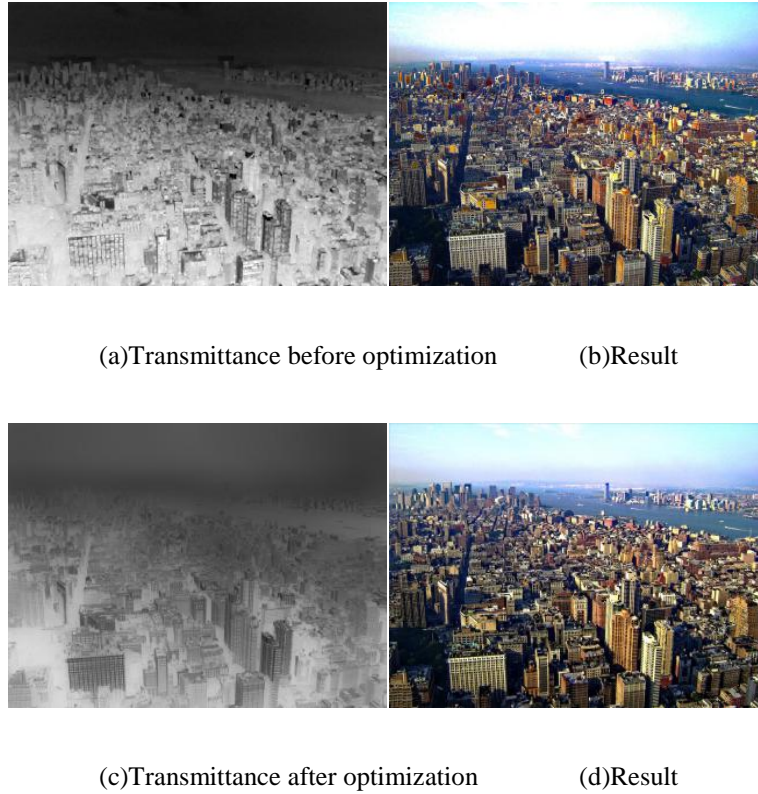 (a)Transmittance before optimization (b)Result
(c)Transmittance after optimization (d)Result